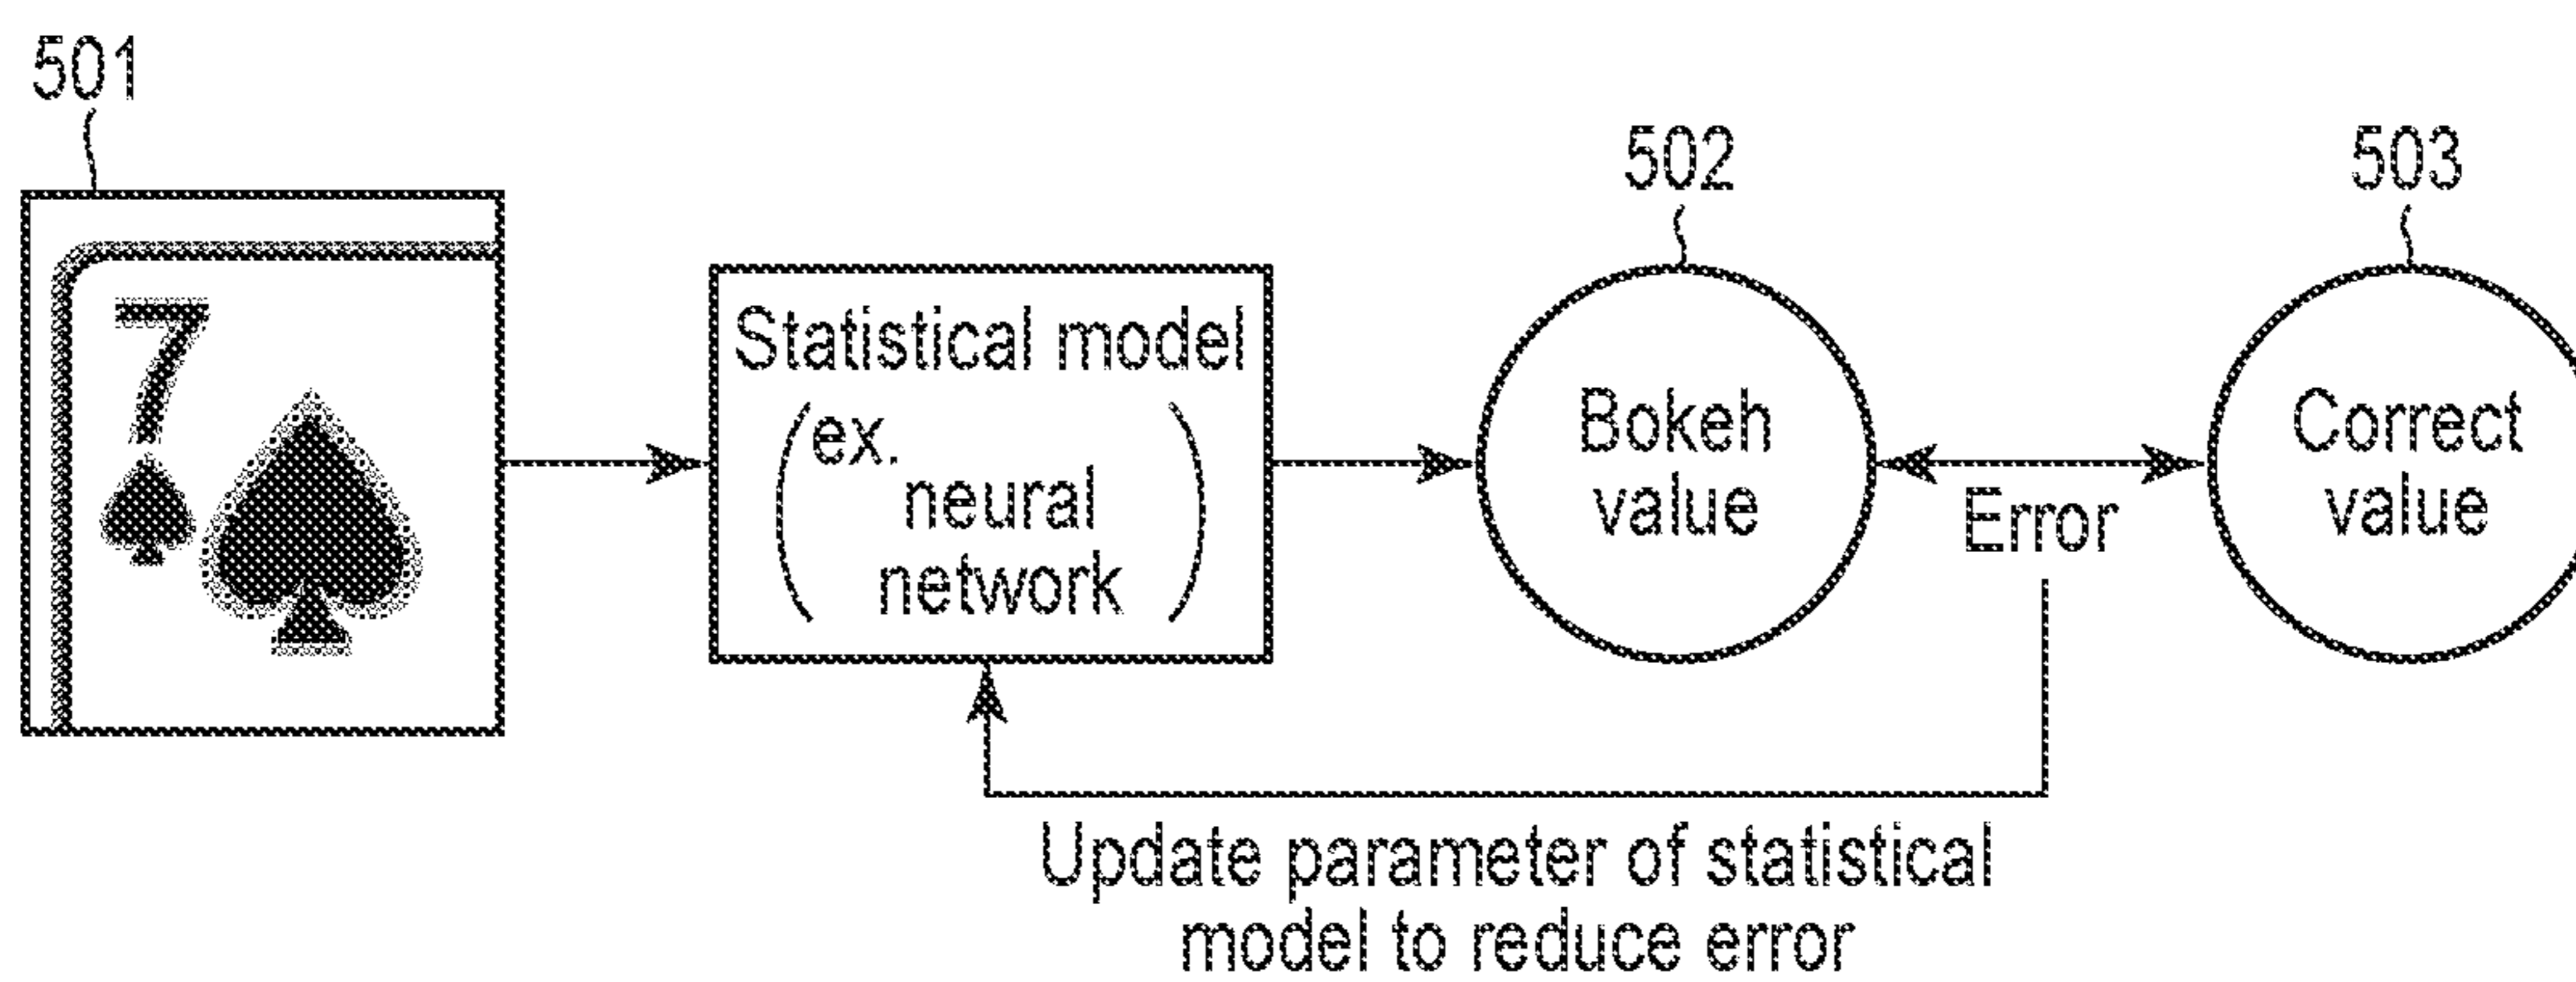 501
502
503
7
Statistical model
(ex.
neural
network)
Bokeh
value
Error
Correct
value
Update parameter of statistical
model to reduce error